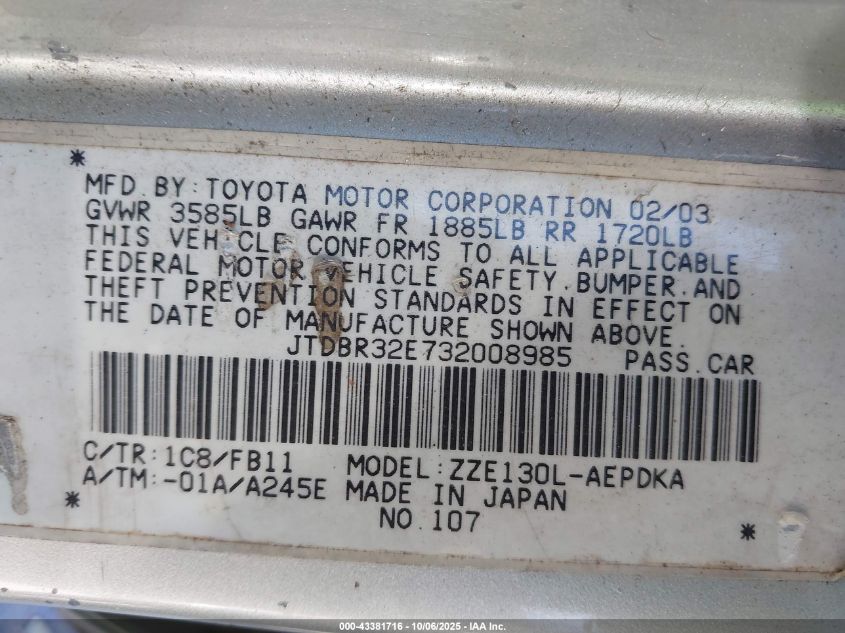 * MFD.BY:TOYOTA MOTOR CORPORATION 02/03
GVWR 3585LB GAWR FR 1885LB RR 1720LB
THIS VEHICLE CONFORMS TO ALL APPLICABLE
FEDERAL MOTOR VEHICLE SAFETY.BUMPER.AND
THEFT PREVENTION STANDARDS IN EFFECT ON
THE DATE OF MANUFACTURE SHOWN ABOVE.
JTDBR32E732008985 PASS.CAR
C/TR:1C8/FB11 MODEL:ZZE130L-AEPDKA
A/TM:-01A/A245E MADE IN JAPAN
* NO.107 *
000-43381716 - 10/06/2025 - IAA Inc.